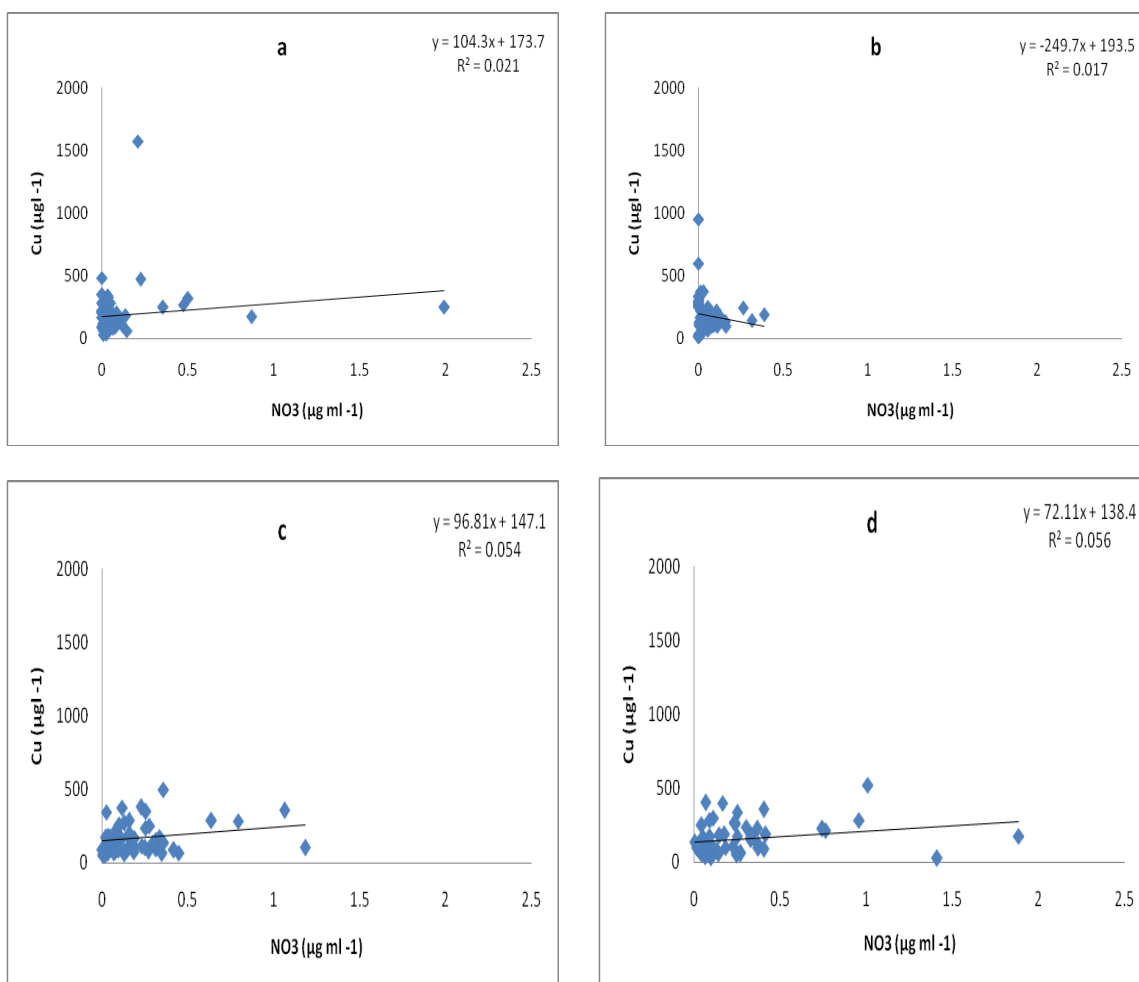 a
y = 104.3x + 173.7
R² = 0.021
2000
1500
1000
500
0
Cu (µgl -1)
0 0.5 1 1.5 2 2.5
NO3 (µg ml -1)
b
y = -249.7x + 193.5
R² = 0.017
2000
1500
1000
500
0
Cu (µgl -1)
0 0.5 1 1.5 2 2.5
NO3 (µg ml -1)
c
y = 96.81x + 147.1
R² = 0.054
2000
1500
1000
500
0
Cu (µgl -1)
0 0.5 1 1.5 2 2.5
NO3 (µg ml -1)
d
y = 72.11x + 138.4
R² = 0.056
2000
1500
1000
500
0
Cu (µgl -1)
0 0.5 1 1.5 2 2.5
NO3 (µg ml -1)